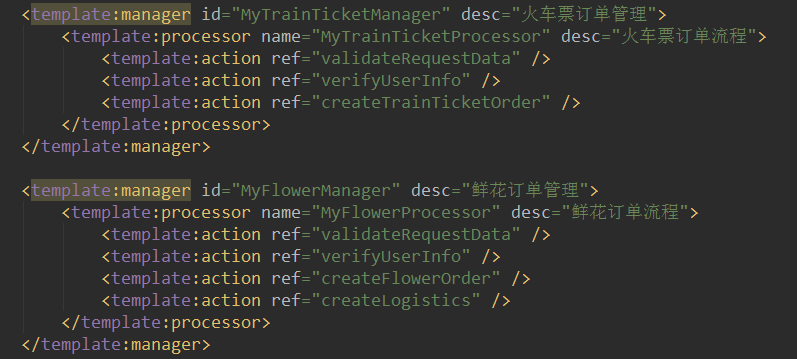 <template:manager id="MyTrainTicketManager" desc="火车票订单管理">
<template:processor name="MyTrainTicketProcessor" desc="火车票订单流程">
<template:action ref="validateRequestData" />
<template:action ref="verifyUserInfo" />
<template:action ref="createTrainTicketOrder" />
</template:processor>
</template:manager>
<template:manager id="MyFlowerManager" desc="鲜花订单管理">
<template:processor name="MyFlowerProcessor" desc="鲜花订单流程">
<template:action ref="validateRequestData" />
<template:action ref="verifyUserInfo" />
<template:action ref="createFlowerOrder" />
<template:action ref="createLogistics" />
</template:processor>
</template:manager>